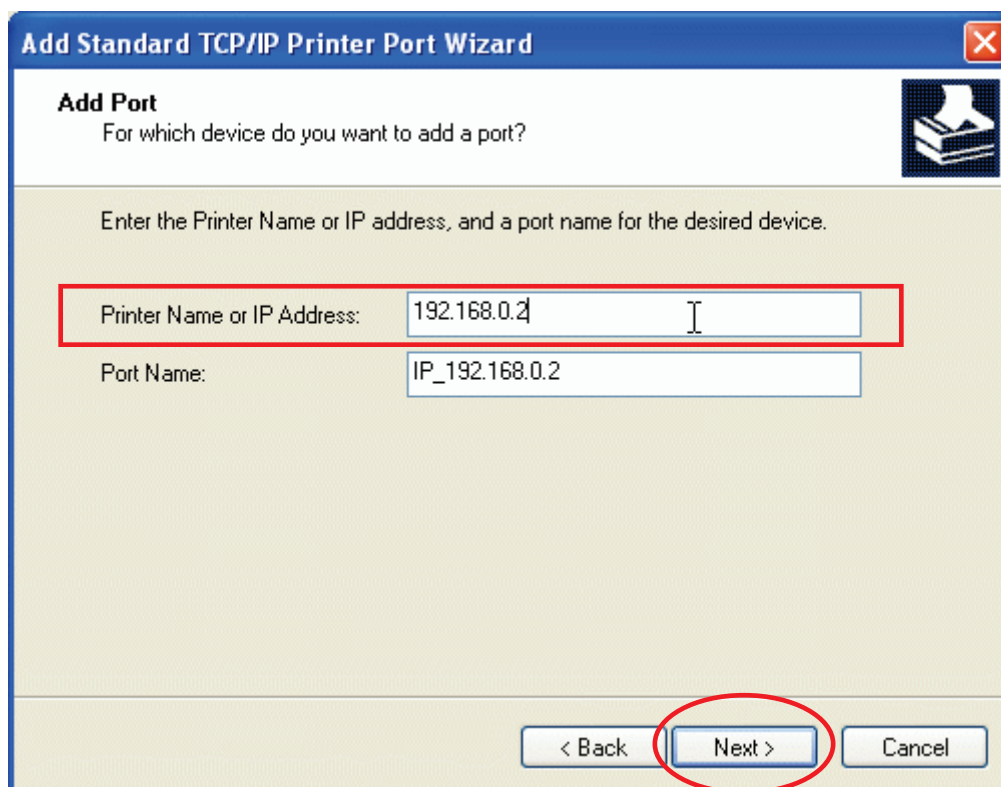 Add Standard TCP/IP Printer Port Wizard
Add Port
For which device do you want to add a port?
Enter the Printer Name or IP address, and a port name for the desired device.
Printer Name or IP Address: 192.168.0.2
Port Name: IP_192.168.0.2
< Back Next > Cancel